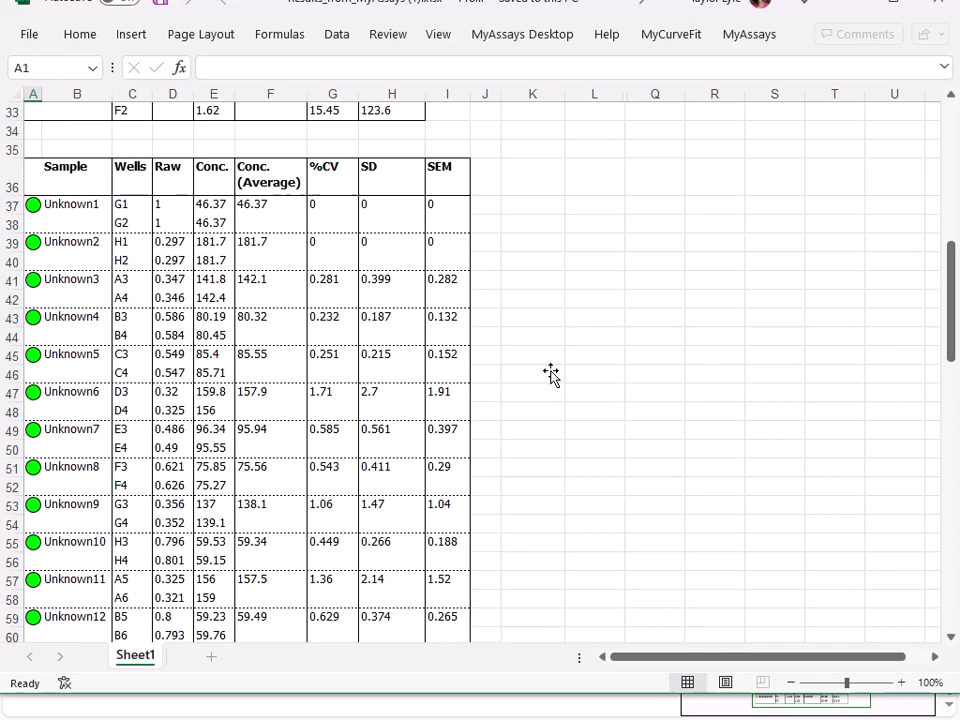 File Home Insert Page Layout Formulas Data Review View MyAssays Desktop Help MyCurveFit MyAssays Comments
A1 fx
A B C D E F G H I J K L Q R S T U
33 F2 1.62 15.45 123.6
34
35
36 Sample Wells Raw Conc. Conc. (Average) %CV SD SEM
37 Unknown1 G1 1 46.37 46.37 0 0 0
38 G2 1 46.37
39 Unknown2 H1 0.297 181.7 181.7 0 0 0
40 H2 0.297 181.7
41 Unknown3 A3 0.347 141.8 142.1 0.281 0.399 0.282
42 A4 0.346 142.4
43 Unknown4 B3 0.586 80.19 80.32 0.232 0.187 0.132
44 B4 0.584 80.45
45 Unknown5 C3 0.549 85.4 85.55 0.251 0.215 0.152
46 C4 0.547 85.71
47 Unknown6 D3 0.32 159.8 157.9 1.71 2.7 1.91
48 D4 0.325 156
49 Unknown7 E3 0.486 96.34 95.94 0.585 0.561 0.397
50 E4 0.49 95.55
51 Unknown8 F3 0.621 75.85 75.56 0.543 0.411 0.29
52 F4 0.626 75.27
53 Unknown9 G3 0.356 137 138.1 1.06 1.47 1.04
54 G4 0.352 139.1
55 Unknown10 H3 0.796 59.53 59.34 0.449 0.266 0.188
56 H4 0.801 59.15
57 Unknown11 A5 0.325 156 157.5 1.36 2.14 1.52
58 A6 0.321 159
59 Unknown12 B5 0.8 59.23 59.49 0.629 0.374 0.265
60 B6 0.793 59.76
Sheet1
Ready 100%